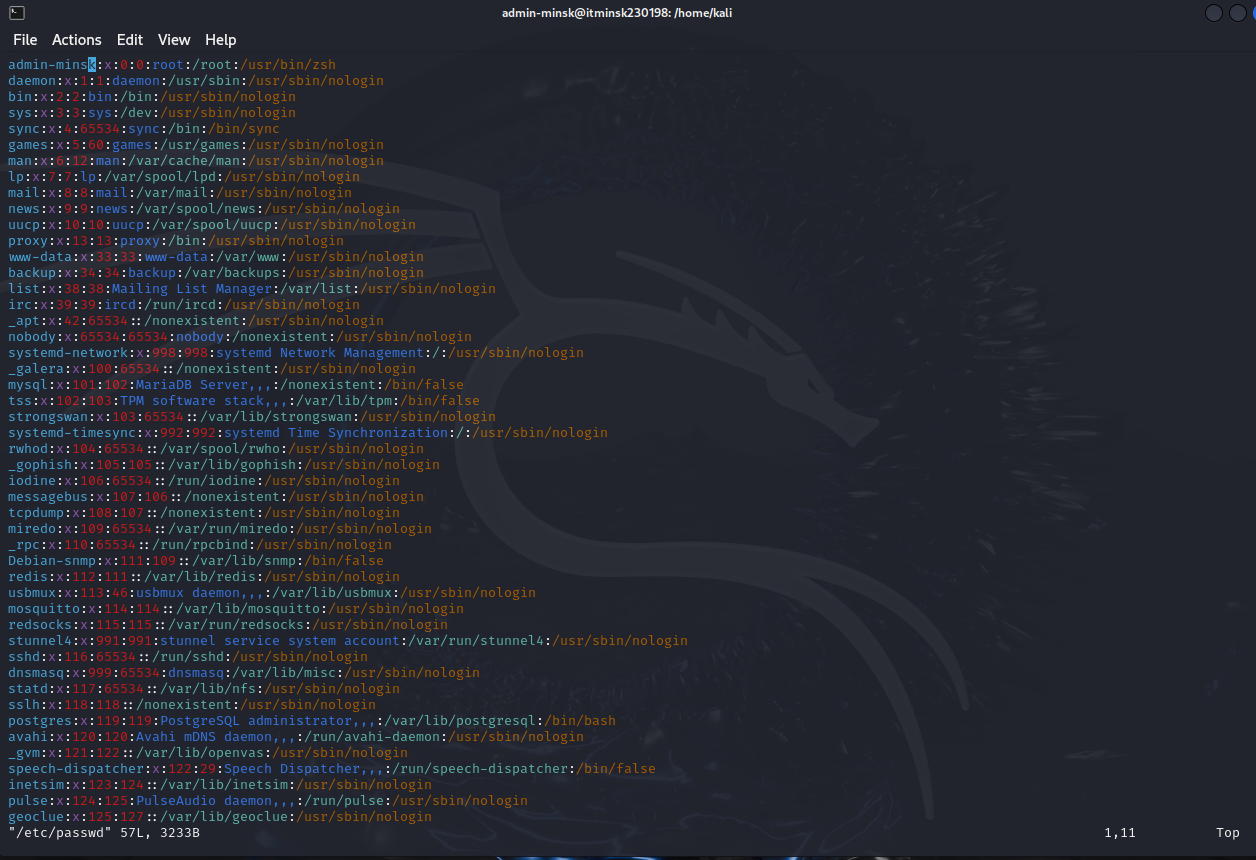 admin-minsk@itminsk230198: /home/kali
File Actions Edit View Help
admin-minsk:x:0:0:root:/root:/usr/bin/zsh
daemon:x:1:1:daemon:/usr/sbin:/usr/sbin/nologin
bin:x:2:2:bin:/bin:/usr/sbin/nologin
sys:x:3:3:sys:/dev:/usr/sbin/nologin
sync:x:4:65534:sync:/bin:/bin/sync
games:x:5:60:games:/usr/games:/usr/sbin/nologin
man:x:6:12:man:/var/cache/man:/usr/sbin/nologin
lp:x:7:7:lp:/var/spool/lpd:/usr/sbin/nologin
mail:x:8:8:mail:/var/mail:/usr/sbin/nologin
news:x:9:9:news:/var/spool/news:/usr/sbin/nologin
uucp:x:10:10:uucp:/var/spool/uucp:/usr/sbin/nologin
proxy:x:13:13:proxy:/bin:/usr/sbin/nologin
www-data:x:33:33:www-data:/var/www:/usr/sbin/nologin
backup:x:34:34:backup:/var/backups:/usr/sbin/nologin
list:x:38:38:Mailing List Manager:/var/list:/usr/sbin/nologin
irc:x:39:39:ircd:/run/ircd:/usr/sbin/nologin
_apt:x:42:65534::/nonexistent:/usr/sbin/nologin
nobody:x:65534:65534:nobody:/nonexistent:/usr/sbin/nologin
systemd-network:x:998:998:systemd Network Management:/:/usr/sbin/nologin
_galera:x:100:65534::/nonexistent:/usr/sbin/nologin
mysql:x:101:102:MariaDB Server,,,:/nonexistent:/bin/false
tss:x:102:103:TPM software stack,,,:/var/lib/tpm:/bin/false
strongswan:x:103:65534::/var/lib/strongswan:/usr/sbin/nologin
systemd-timesync:x:992:992:systemd Time Synchronization:/:/usr/sbin/nologin
rwhod:x:104:65534::/var/spool/rwho:/usr/sbin/nologin
_gophish:x:105:105::/var/lib/gophish:/usr/sbin/nologin
iodine:x:106:65534::/run/iodine:/usr/sbin/nologin
messagebus:x:107:106::/nonexistent:/usr/sbin/nologin
tcpdump:x:108:107::/nonexistent:/usr/sbin/nologin
miredo:x:109:65534::/var/run/miredo:/usr/sbin/nologin
_rpc:x:110:65534::/run/rpcbind:/usr/sbin/nologin
Debian-snmp:x:111:109::/var/lib/snmp:/bin/false
redis:x:112:111::/var/lib/redis:/usr/sbin/nologin
usbmux:x:113:46:usbmux daemon,,,:/var/lib/usbmux:/usr/sbin/nologin
mosquitto:x:114:114::/var/lib/mosquitto:/usr/sbin/nologin
redsocks:x:115:115::/var/run/redsocks:/usr/sbin/nologin
stunnel4:x:991:991:stunnel service system account:/var/run/stunnel4:/usr/sbin/nologin
sshd:x:116:65534::/run/sshd:/usr/sbin/nologin
dnsmasq:x:999:65534:dnsmasq:/var/lib/misc:/usr/sbin/nologin
statd:x:117:65534::/var/lib/nfs:/usr/sbin/nologin
sslh:x:118:118::/nonexistent:/usr/sbin/nologin
postgres:x:119:119:PostgreSQL administrator,,,:/var/lib/postgresql:/bin/bash
avahi:x:120:120:Avahi mDNS daemon,,,:/run/avahi-daemon:/usr/sbin/nologin
_gvm:x:121:122::/var/lib/openvas:/usr/sbin/nologin
speech-dispatcher:x:122:29:Speech Dispatcher,,,:/run/speech-dispatcher:/bin/false
inetsim:x:123:124::/var/lib/inetsim:/usr/sbin/nologin
pulse:x:124:125:PulseAudio daemon,,,:/run/pulse:/usr/sbin/nologin
geoclue:x:125:127::/var/lib/geoclue:/usr/sbin/nologin
"/etc/passwd" 57L, 3233B 1,11 Top